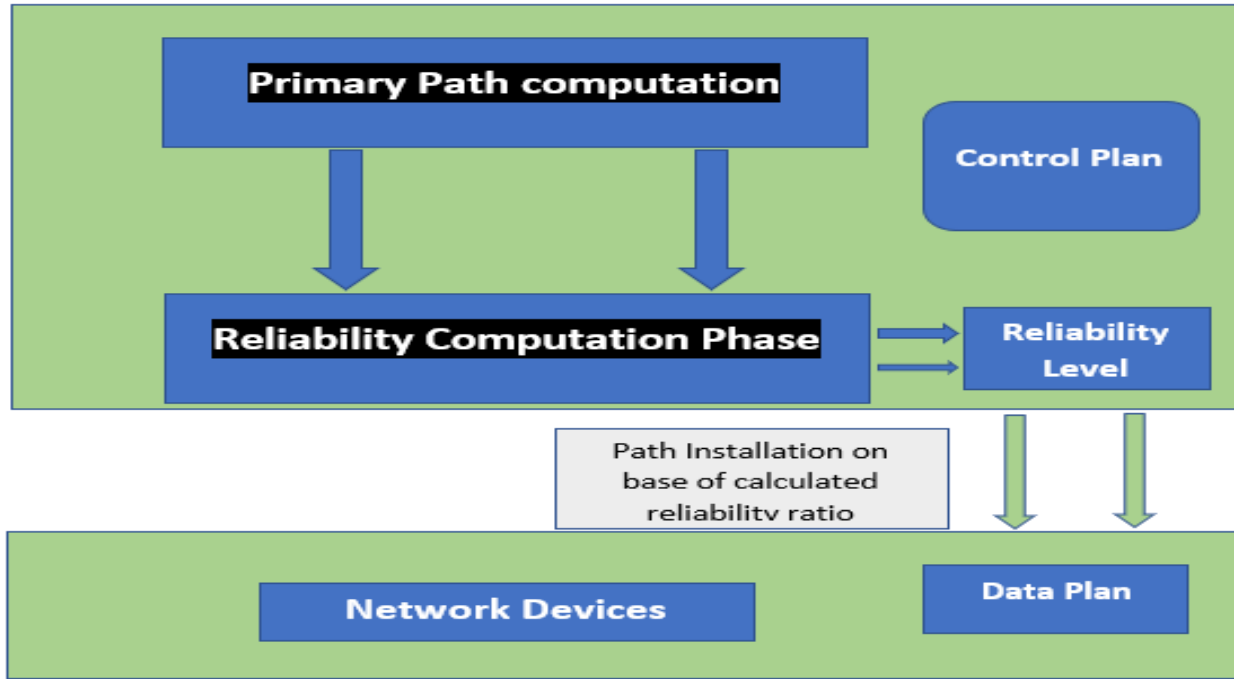 Primary Path computation
Control Plan
Reliability Computation Phase
Reliability
Level
Path Installation on
base of calculated
reliability ratio
Network Devices
Data Plan